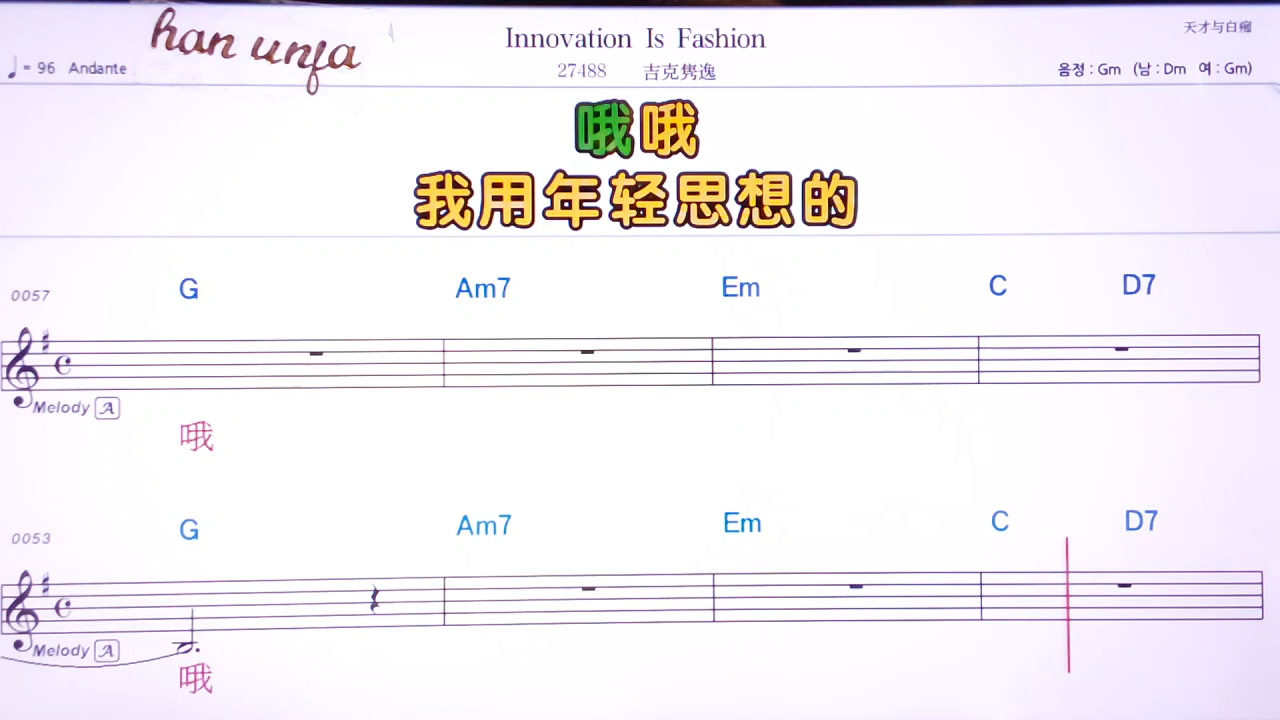 han unfa
Innovation Is Fashion
天才与白癡
♩= 96 Andante
27488 吉克隽逸
음정 : Gm (남 : Dm 여 : Gm)
哦哦
我用年轻思想的
0057
G Am7 Em C D7
Melody A
哦
0053
G Am7 Em C D7
Melody A
哦